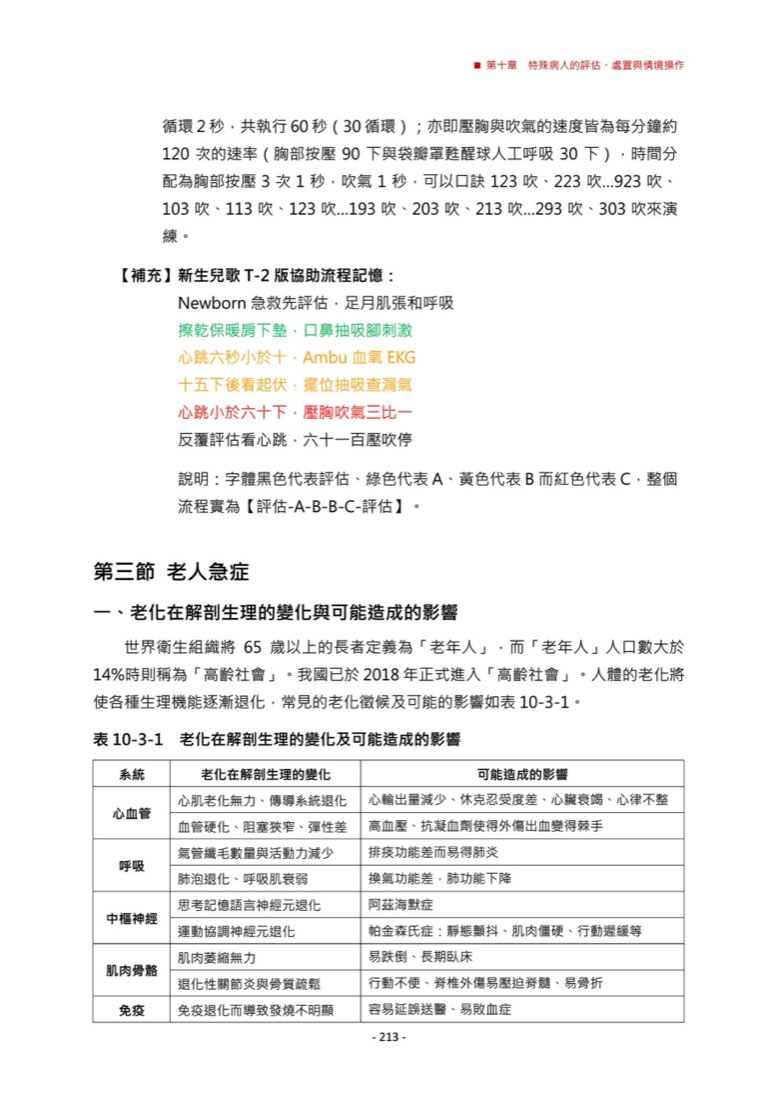 ■ 第十章 特殊病人的評估、處置與情境操作
循環 2 秒，共執行 60 秒（30 循環）；亦即壓胸與吹氣的速度皆為每分鐘約
120 次的速率（胸部按壓 90 下與袋瓣罩甦醒球人工呼吸 30 下），時間分
配為胸部按壓 3 次 1 秒，吹氣 1 秒，可以口訣 123 吹、223 吹…923 吹、
103 吹、113 吹、123 吹…193 吹、203 吹、213 吹…293 吹、303 吹來演
練。
【補充】新生兒歌 T-2 版協助流程記憶：
Newborn 急救先評估，足月肌張和呼吸
擦乾保暖肩下墊，口鼻抽吸腳刺激
心跳六秒小於十，Ambu 血氧 EKG
十五下後看起伏，擺位抽吸查漏氣
心跳小於六十下，壓胸吹氣三比一
反覆評估看心跳，六十一百壓吹停
說明：字體黑色代表評估、綠色代表 A、黃色代表 B 而紅色代表 C，整個
流程實為【評估-A-B-B-C-評估】。
第三節 老人急症
一、老化在解剖生理的變化與可能造成的影響
世界衛生組織將 65 歲以上的長者定義為「老年人」，而「老年人」人口數大於
14%時則稱為「高齡社會」。我國已於 2018 年正式進入「高齡社會」。人體的老化將
使各種生理機能逐漸退化，常見的老化徵候及可能的影響如表 10-3-1。
表 10-3-1 老化在解剖生理的變化及可能造成的影響
系統 老化在解剖生理的變化 可能造成的影響
心血管 心肌老化無力、傳導系統退化 心輸出量減少、休克忍受度差、心臟衰竭、心律不整
血管硬化、阻塞狹窄、彈性差 高血壓、抗凝血劑使得外傷出血變得棘手
呼吸 氣管纖毛數量與活動力減少 排痰功能差而易得肺炎
肺泡退化、呼吸肌衰弱 換氣功能差，肺功能下降
中樞神經 思考記憶語言神經元退化 阿茲海默症
運動協調神經元退化 帕金森氏症：靜態顫抖、肌肉僵硬、行動遲緩等
肌肉骨骼 肌肉萎縮無力 易跌倒、長期臥床
退化性關節炎與骨質疏鬆 行動不便、脊椎外傷易壓迫脊髓、易骨折
免疫 免疫退化而導致發燒不明顯 容易延誤送醫、易敗血症
- 213 -